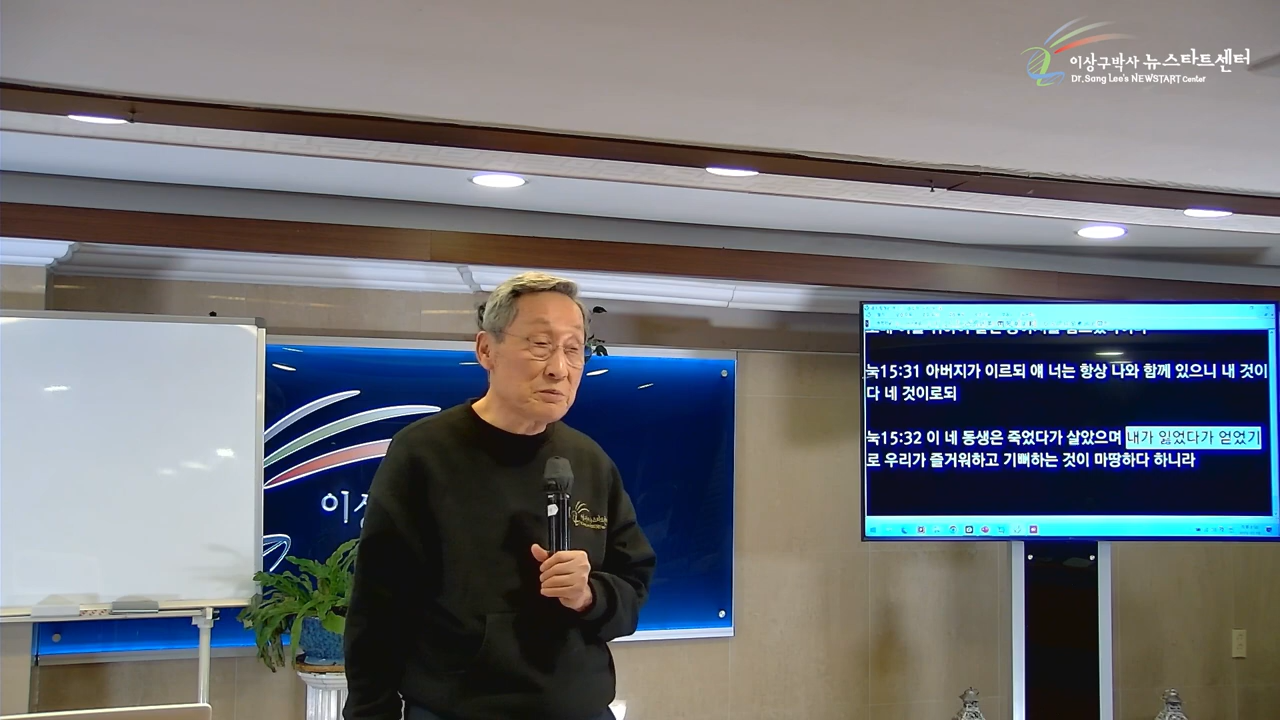 이상구박사 뉴스타트센터
Dr. Sang Lee's NEWSTART Center
눅15:31 아버지가 이르되 얘 너는 항상 나와 함께 있으니 내 것이
다 네 것이로되
눅15:32 이 네 동생은 죽었다가 살았으며 내가 잃었다가 얻었기
로 우리가 즐거워하고 기뻐하는 것이 마땅하다 하니라
이상